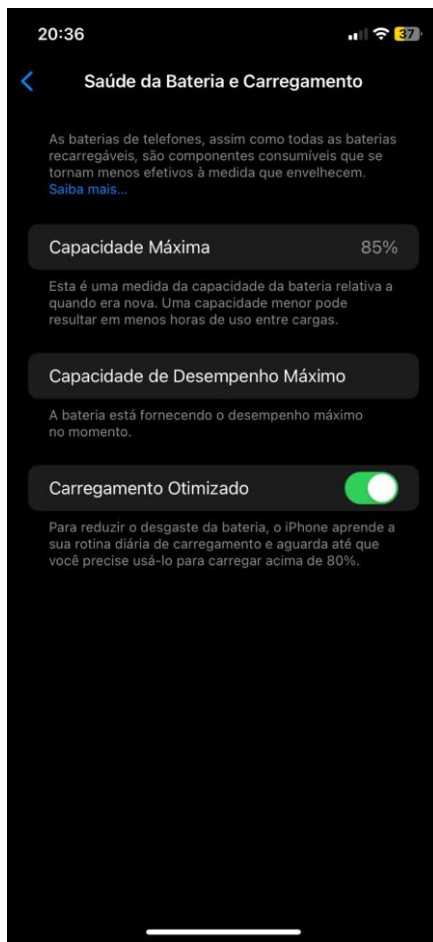 20:36
37
Saúde da Bateria e Carregamento
As baterias de telefones, assim como todas as baterias
recarregáveis, são componentes consumíveis que se
tornam menos efetivos à medida que envelhecem.
Saiba mais...
Capacidade Máxima 85%
Esta é uma medida da capacidade da bateria relativa a
quando era nova. Uma capacidade menor pode
resultar em menos horas de uso entre cargas.
Capacidade de Desempenho Máximo
A bateria está fornecendo o desempenho máximo
no momento.
Carregamento Otimizado
Para reduzir o desgaste da bateria, o iPhone aprende a
sua rotina diária de carregamento e aguarda até que
você precise usá-lo para carregar acima de 80%.